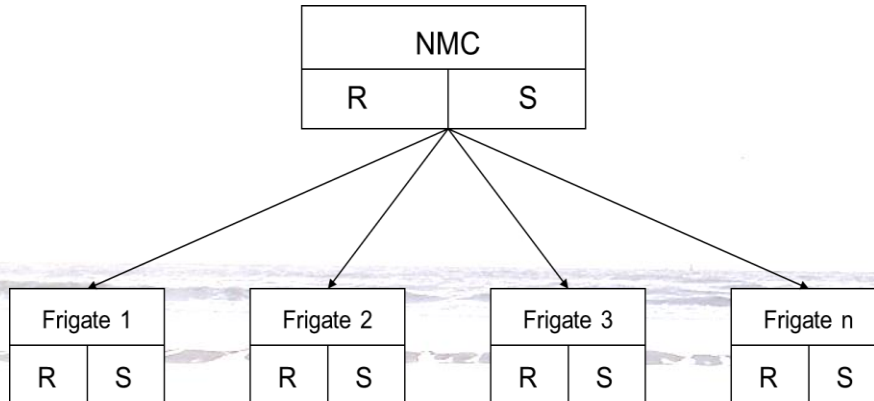 NMC
R S
Frigate 1 Frigate 2 Frigate 3 Frigate n
R S R S R S R S